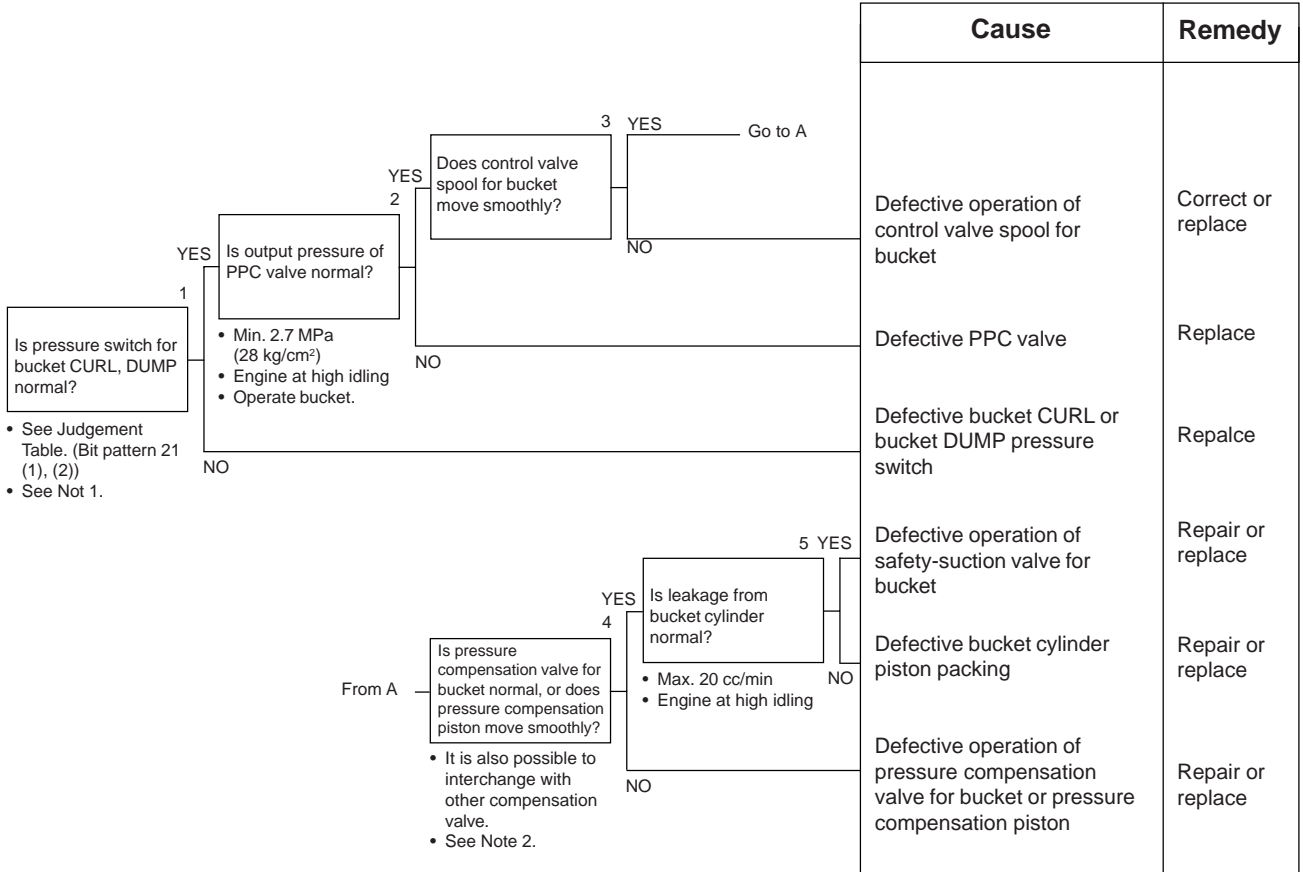 Cause
Remedy
3 YES
Go to A
Does control valve
spool for bucket
move smoothly?
YES
2
NO
Defective operation of
control valve spool for
bucket
Correct or
replace
Is output pressure of
PPC valve normal?
YES
1
• Min. 2.7 MPa
(28 kg/cm²)
• Engine at high idling
• Operate bucket.
NO
Defective PPC valve
Replace
Is pressure switch for
bucket CURL, DUMP
normal?
• See Judgement
Table. (Bit pattern 21
(1), (2))
• See Not 1.
NO
Defective bucket CURL or
bucket DUMP pressure
switch
Repalce
5 YES
Defective operation of
safety-suction valve for
bucket
Repair or
replace
Is leakage from
bucket cylinder
normal?
YES
4
• Max. 20 cc/min
• Engine at high idling
NO
Defective bucket cylinder
piston packing
Repair or
replace
From A
Is pressure
compensation valve for
bucket normal, or does
pressure compensation
piston move smoothly?
• It is also possible to
interchange with
other compensation
valve.
• See Note 2.
NO
Defective operation of
pressure compensation
valve for bucket or pressure
compensation piston
Repair or
replace